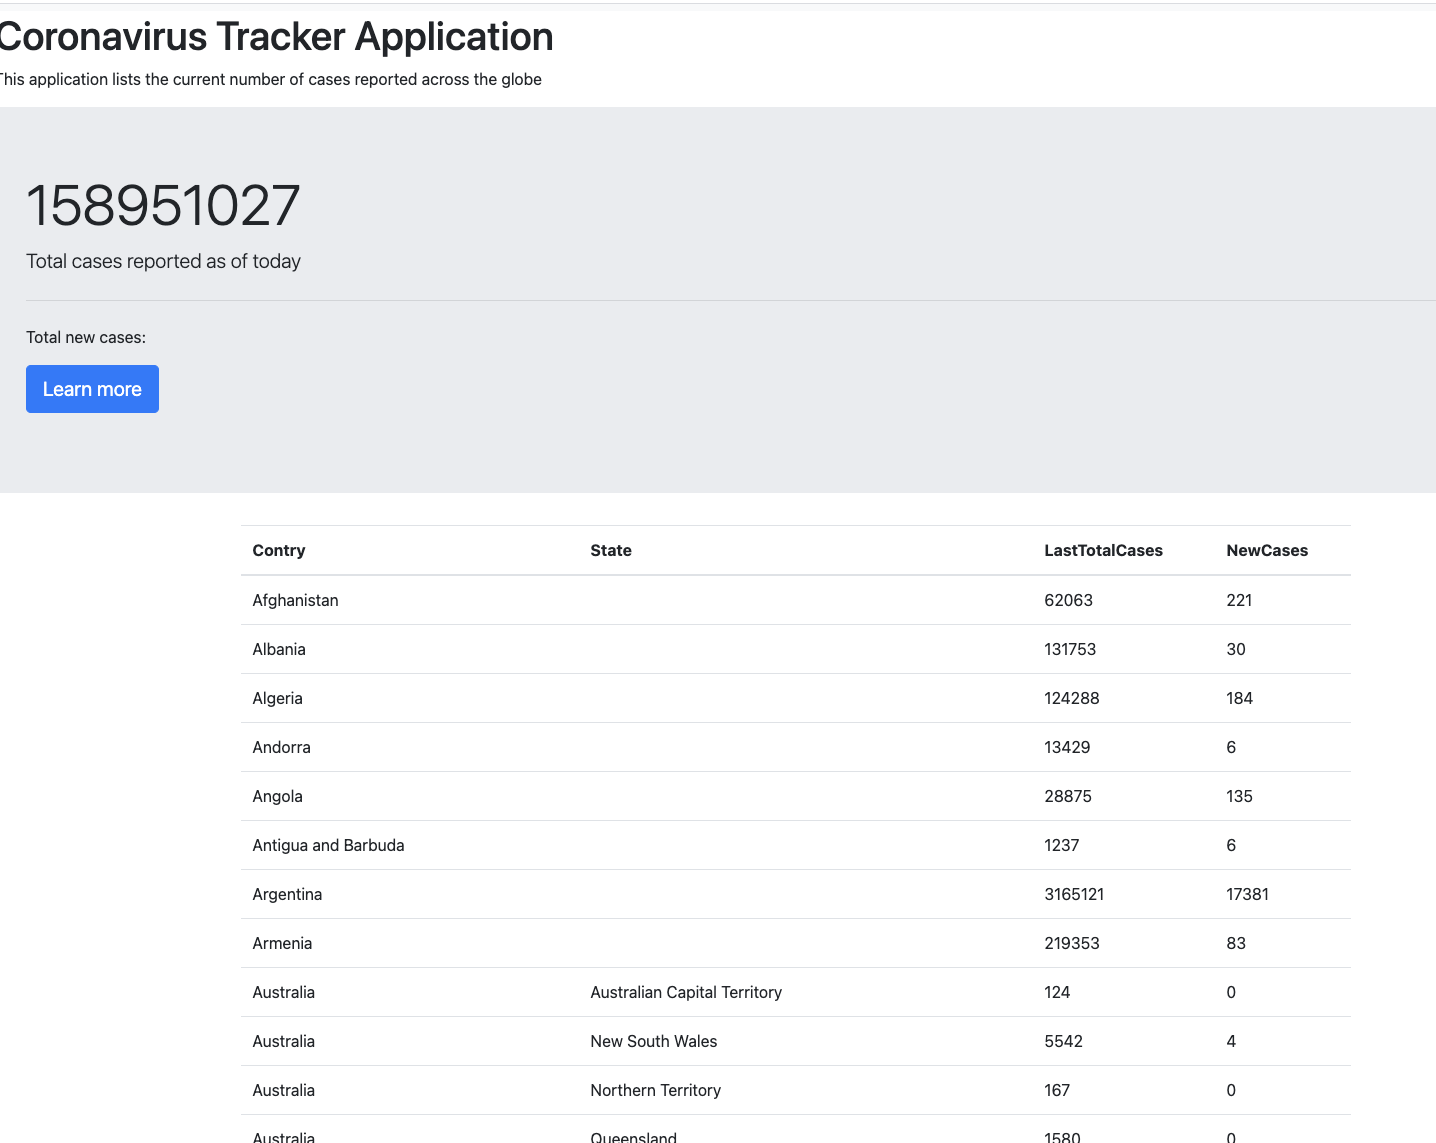 Coronavirus Tracker Application
This application lists the current number of cases reported across the globe
158951027
Total cases reported as of today
Total new cases:
Learn more
Contry State LastTotalCases NewCases
Afghanistan 62063 221
Albania 131753 30
Algeria 124288 184
Andorra 13429 6
Angola 28875 135
Antigua and Barbuda 1237 6
Argentina 3165121 17381
Armenia 219353 83
Australia Australian Capital Territory 124 0
Australia New South Wales 5542 4
Australia Northern Territory 167 0
Australia Queensland 1580 0